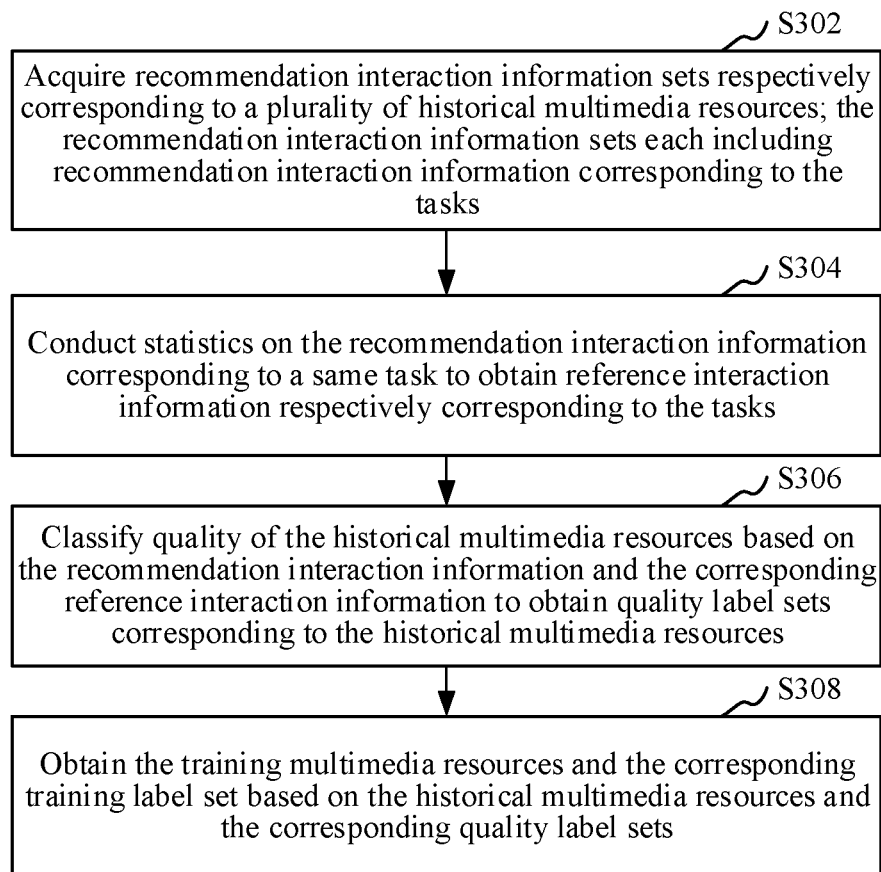 S302
Acquire recommendation interaction information sets respectively
corresponding to a plurality of historical multimedia resources; the
recommendation interaction information sets each including
recommendation interaction information corresponding to the
tasks
S304
Conduct statistics on the recommendation interaction information
corresponding to a same task to obtain reference interaction
information respectively corresponding to the tasks
S306
Classify quality of the historical multimedia resources based on
the recommendation interaction information and the corresponding
reference interaction information to obtain quality label sets
corresponding to the historical multimedia resources
S308
Obtain the training multimedia resources and the corresponding
training label set based on the historical multimedia resources and
the corresponding quality label sets